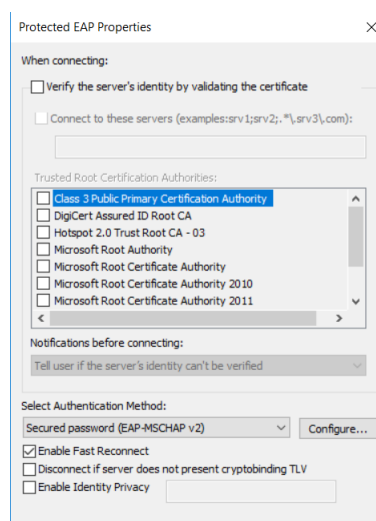 Protected EAP Properties
When connecting:
Verify the server's identity by validating the certificate
Connect to these servers (examples:srv1;srv2;.*\.srv3\.com):
Trusted Root Certification Authorities:
Class 3 Public Primary Certification Authority
DigiCert Assured ID Root CA
Hotspot 2.0 Trust Root CA - 03
Microsoft Root Authority
Microsoft Root Certificate Authority
Microsoft Root Certificate Authority 2010
Microsoft Root Certificate Authority 2011
Notifications before connecting:
Tell user if the server's identity can't be verified
Select Authentication Method:
Secured password (EAP-MSCHAP v2)
Configure...
Enable Fast Reconnect
Disconnect if server does not present cryptobinding TLV
Enable Identity Privacy